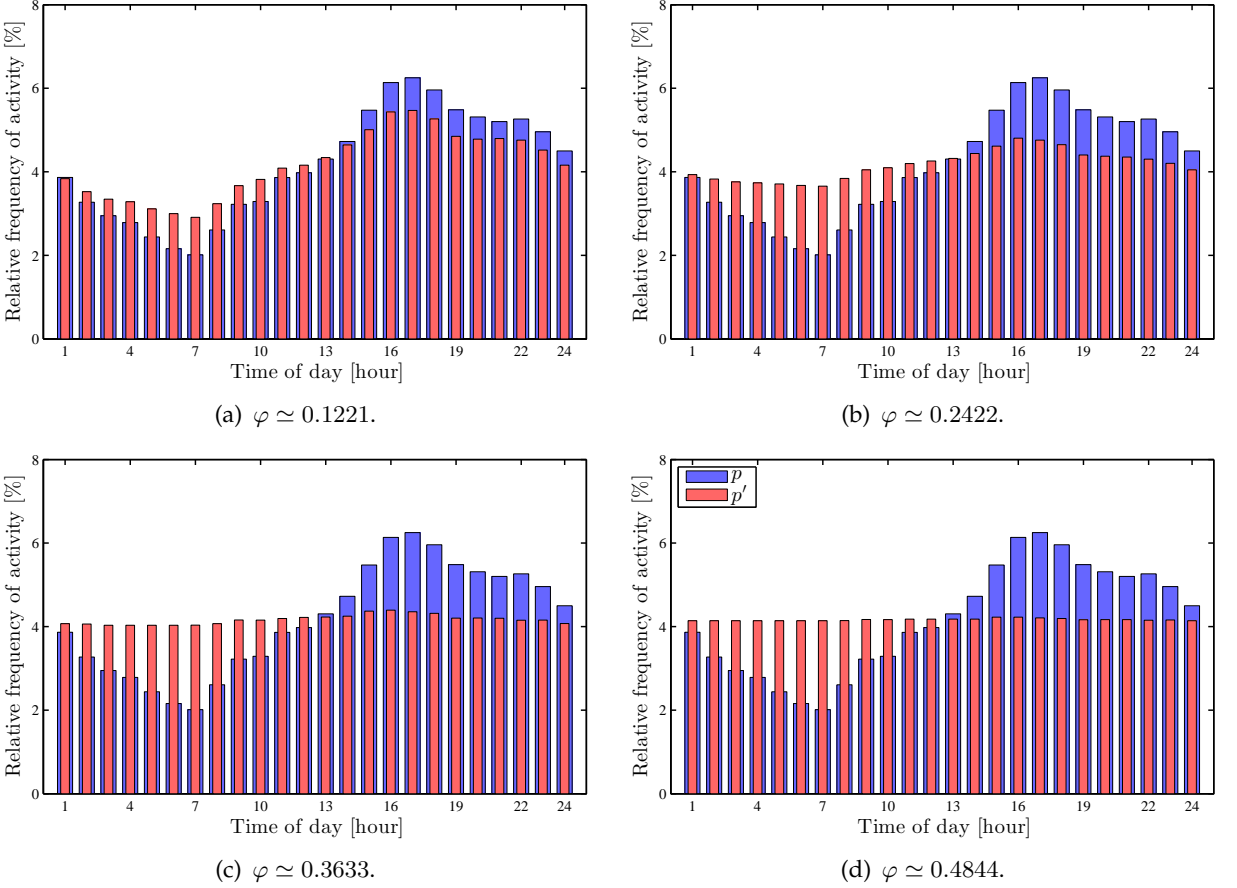 8
6
4
2
0
Relative frequency of activity [%]
1 4 7 10 13 16 19 22 24
Time of day [hour]
(a) φ ≃ 0.1221.
8
6
4
2
0
Relative frequency of activity [%]
1 4 7 10 13 16 19 22 24
Time of day [hour]
(b) φ ≃ 0.2422.
8
6
4
2
0
Relative frequency of activity [%]
1 4 7 10 13 16 19 22 24
Time of day [hour]
(c) φ ≃ 0.3633.
8
6
4
2
0
Relative frequency of activity [%]
p
p′
1 4 7 10 13 16 19 22 24
Time of day [hour]
(d) φ ≃ 0.4844.